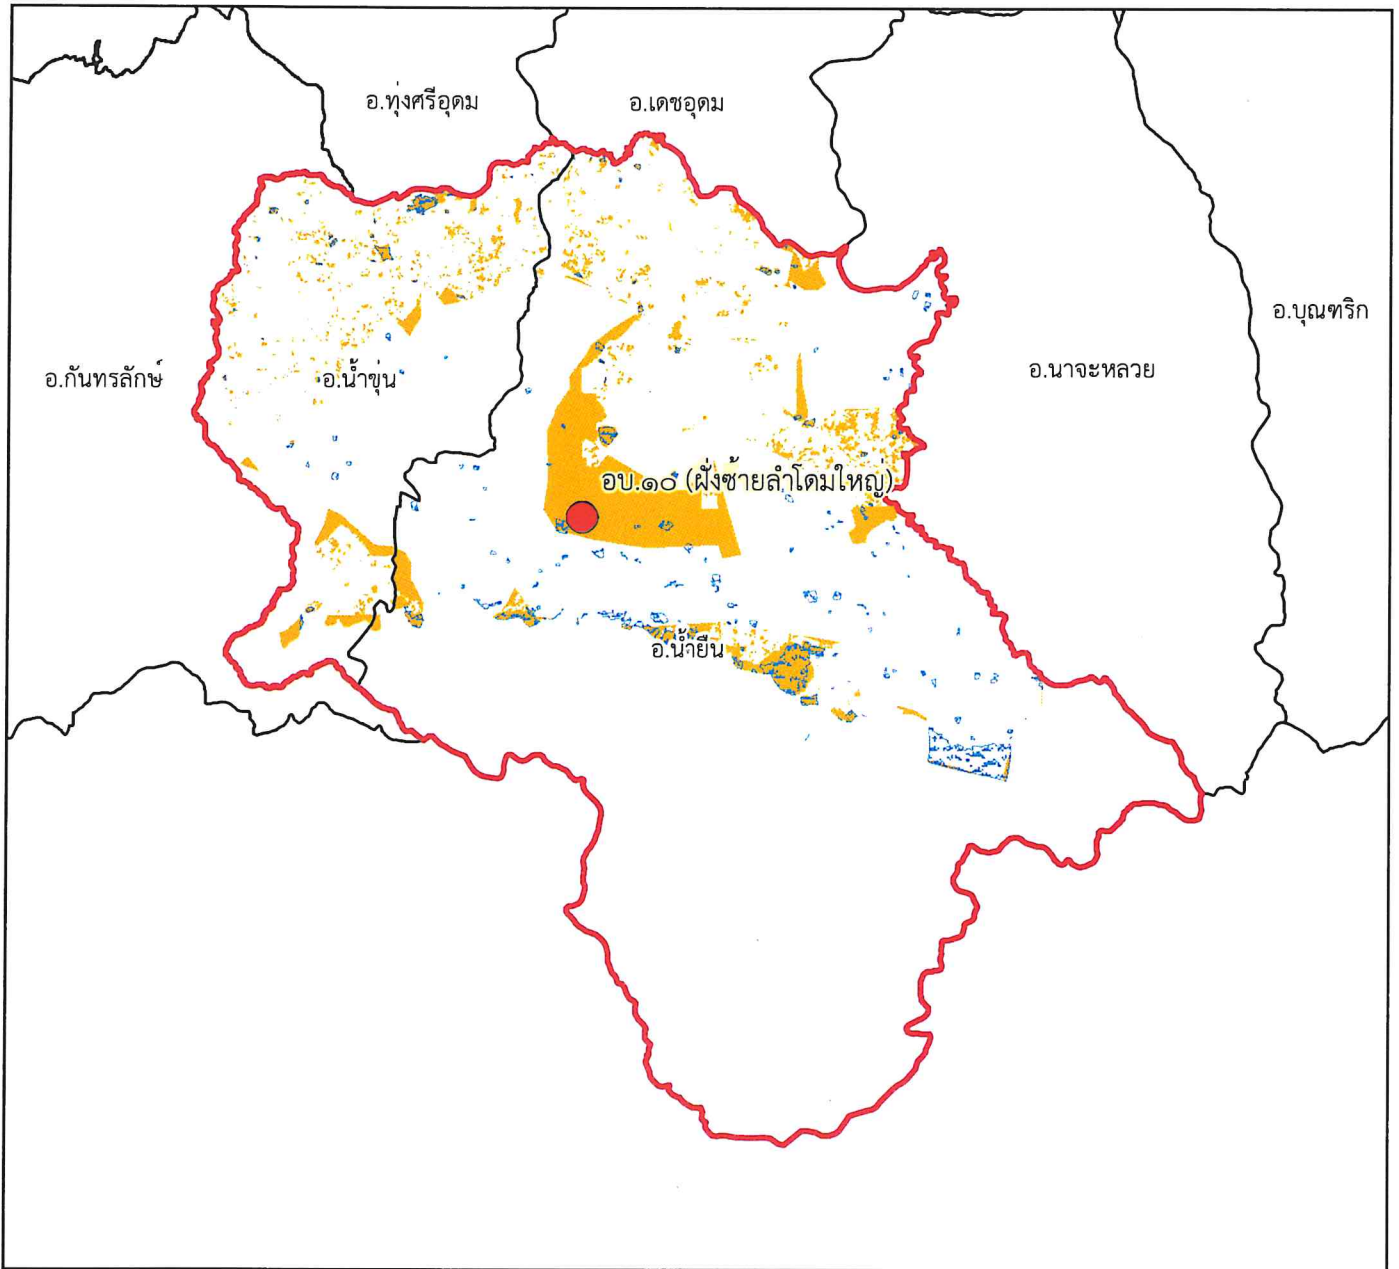 อ.ทุ่งศรีอุดม
อ.เดชอุดม
อ.บุณฑริก
อ.กันทรลักษ์
อ.น้ำขุ่น
อ.นาจะหลวย
อบ.๑๐ (ฝั่งซ้ายลำโดมใหญ่)
อ.น้ำยืน